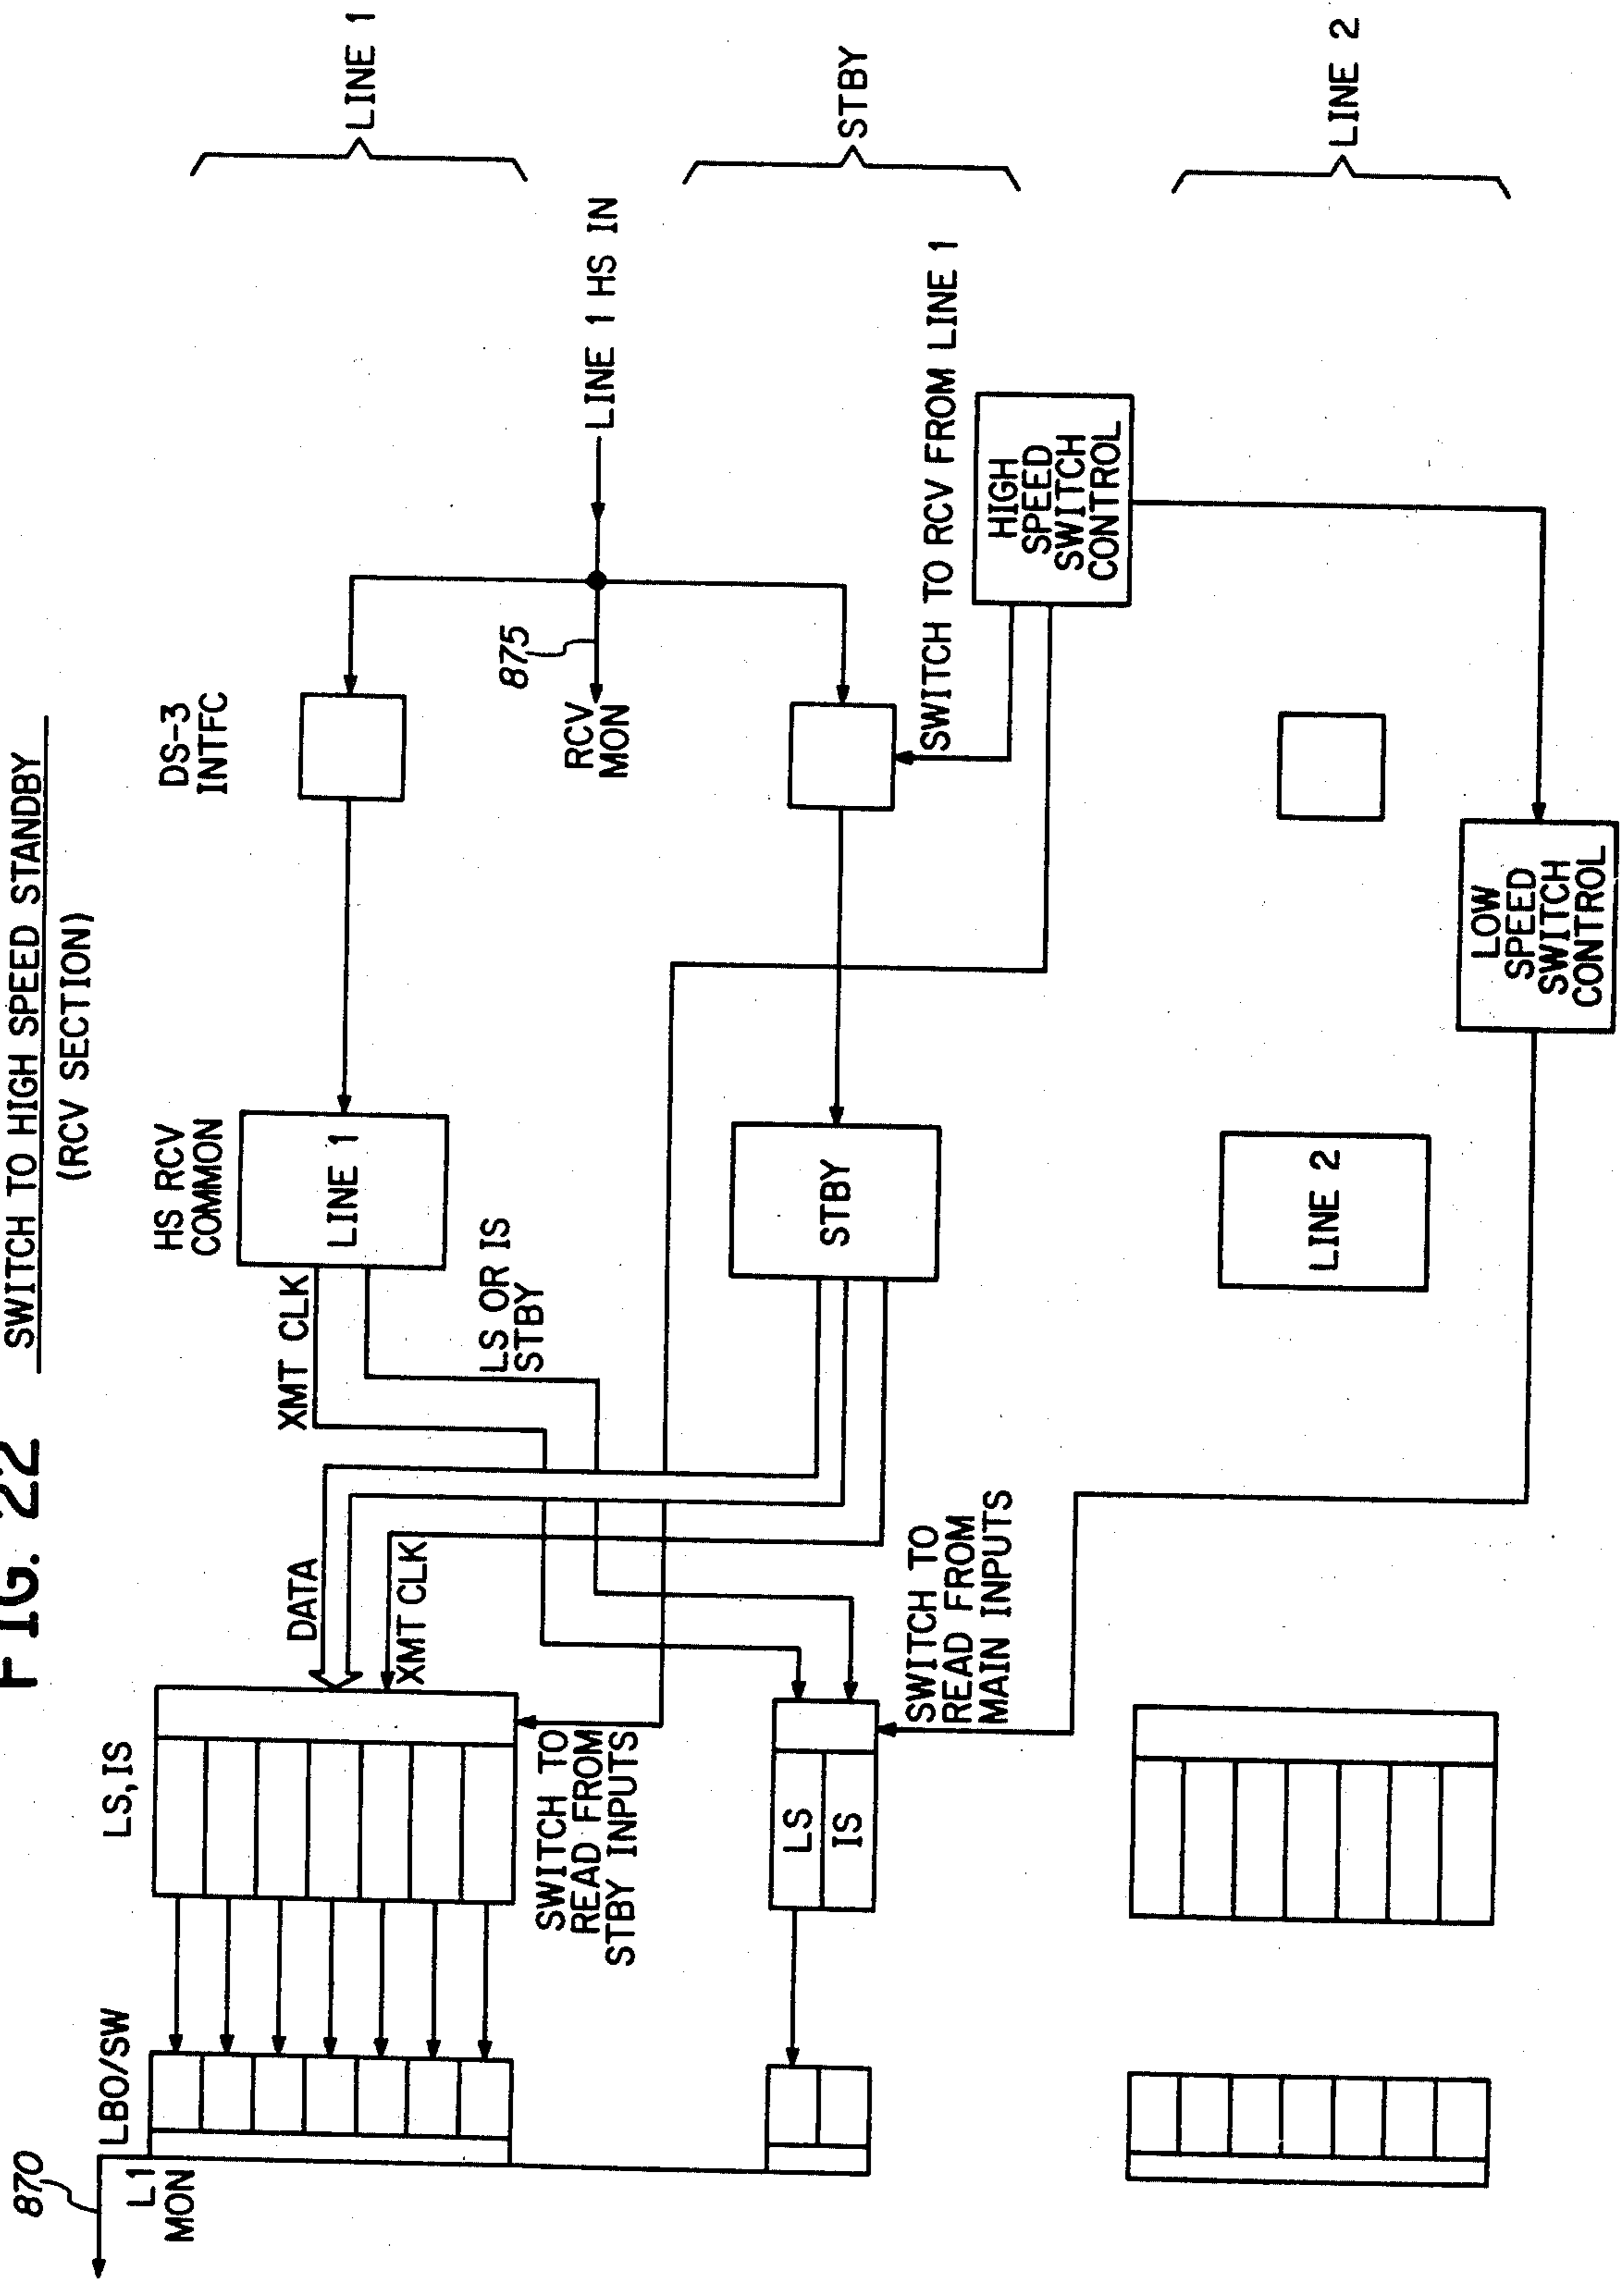 FIG. 22
SWITCH TO HIGH SPEED STANDBY
(RCV SECTION)
870
L1
MON
LBO/SW
LS,IS
DATA
XMT CLK
XMT CLK
HS RCV
COMMON
LINE 1
DS-3
INTFC
LINE 1
LS OR IS
STBY
SWITCH TO
READ FROM
STBY INPUTS
875
RCV
MON
LINE 1 HS IN
LS
IS
STBY
STBY
SWITCH TO RCV FROM LINE 1
SWITCH TO
READ FROM
MAIN INPUTS
HIGH
SPEED
SWITCH
CONTROL
LINE 2
LINE 2
LOW
SPEED
SWITCH
CONTROL